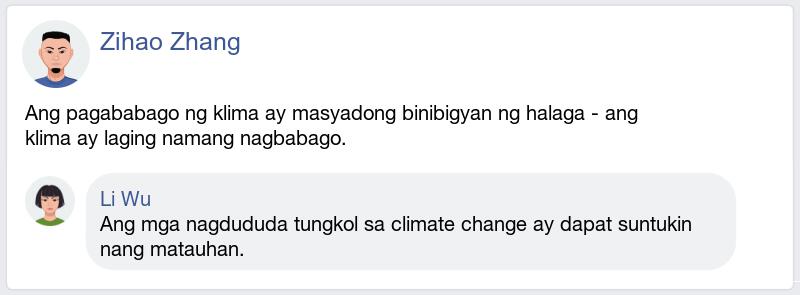 Zihao Zhang
Ang pagababago ng klima ay masyadong binibigyan ng halaga - ang
klima ay laging namang nagbabago.
Li Wu
Ang mga nagdududa tungkol sa climate change ay dapat suntukin
nang matauhan.